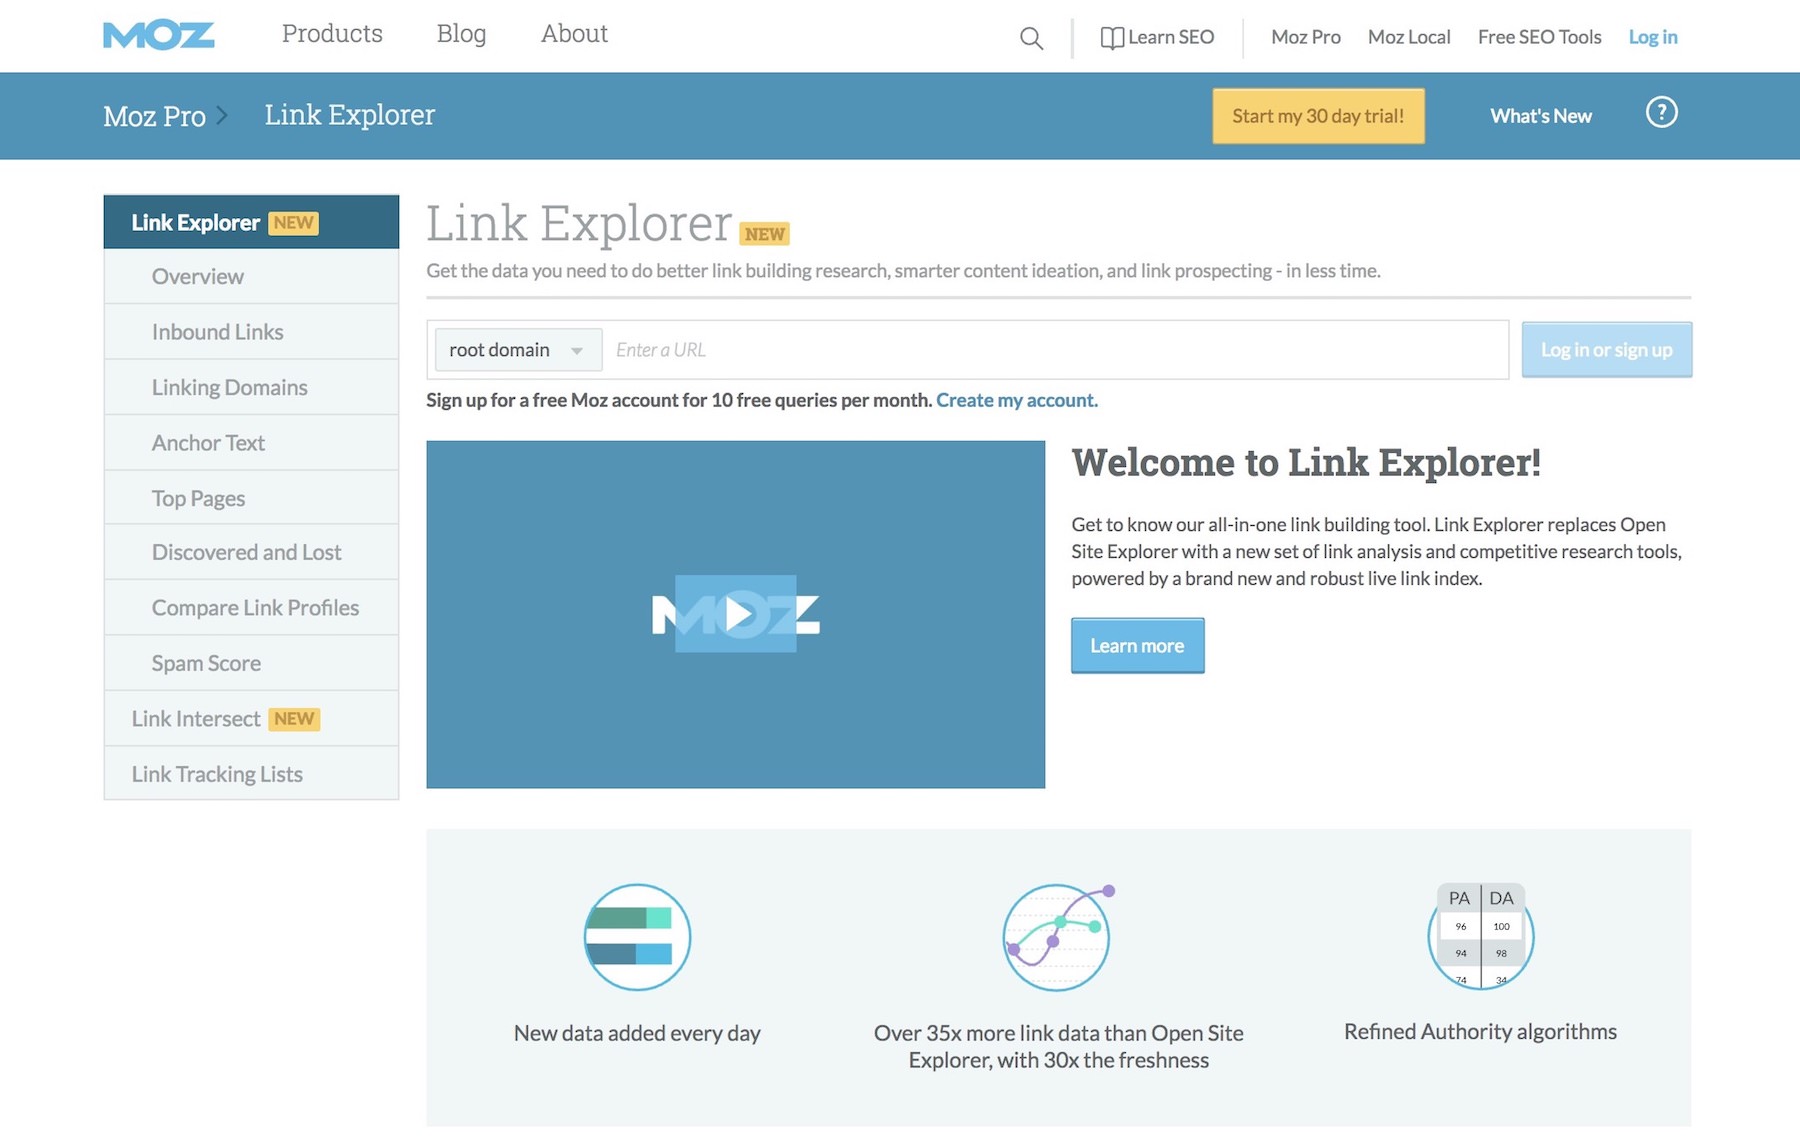 MOZ
Products
Blog
About
Learn SEO
Moz Pro
Moz Local
Free SEO Tools
Log in
Moz Pro
Link Explorer
Start my 30 day trial!
What's New
?
Link Explorer NEW
Overview
Inbound Links
Linking Domains
Anchor Text
Top Pages
Discovered and Lost
Compare Link Profiles
Spam Score
Link Intersect NEW
Link Tracking Lists
Link Explorer NEW
Get the data you need to do better link building research, smarter content ideation, and link prospecting - in less time.
root domain
Enter a URL
Log in or sign up
Sign up for a free Moz account for 10 free queries per month. Create my account.
MOZ
Welcome to Link Explorer!
Get to know our all-in-one link building tool. Link Explorer replaces Open
Site Explorer with a new set of link analysis and competitive research tools,
powered by a brand new and robust live link index.
Learn more
New data added every day
Over 35x more link data than Open Site
Explorer, with 30x the freshness
PA DA
96 100
94 98
74 34
Refined Authority algorithms